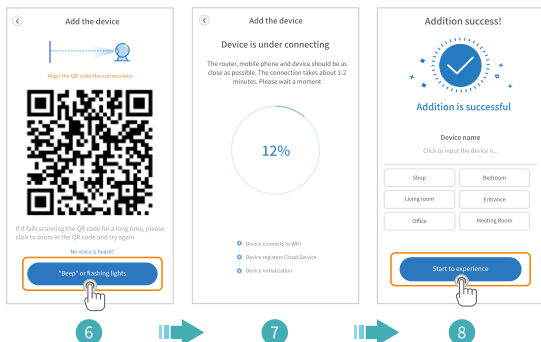 Add the device
Align the QR code the camera lens
If it fails scanning the QR code for a long time, please
click to zoom in the QR code and try again
No voice is heard?
"Beep" or flashing lights
6
Add the device
Device is under connecting
The router, mobile phone and device should be as
close as possible. The connection takes about 1-2
minutes. Please wait a moment
12%
Device connects to WiFi
Device registers Cloud Service
Device Initialization
7
Addition success!
Addition is successful
Device name
Click to input the device n...
Shop
Bedroom
Living room
Entrance
Office
Meeting Room
Start to experience
8